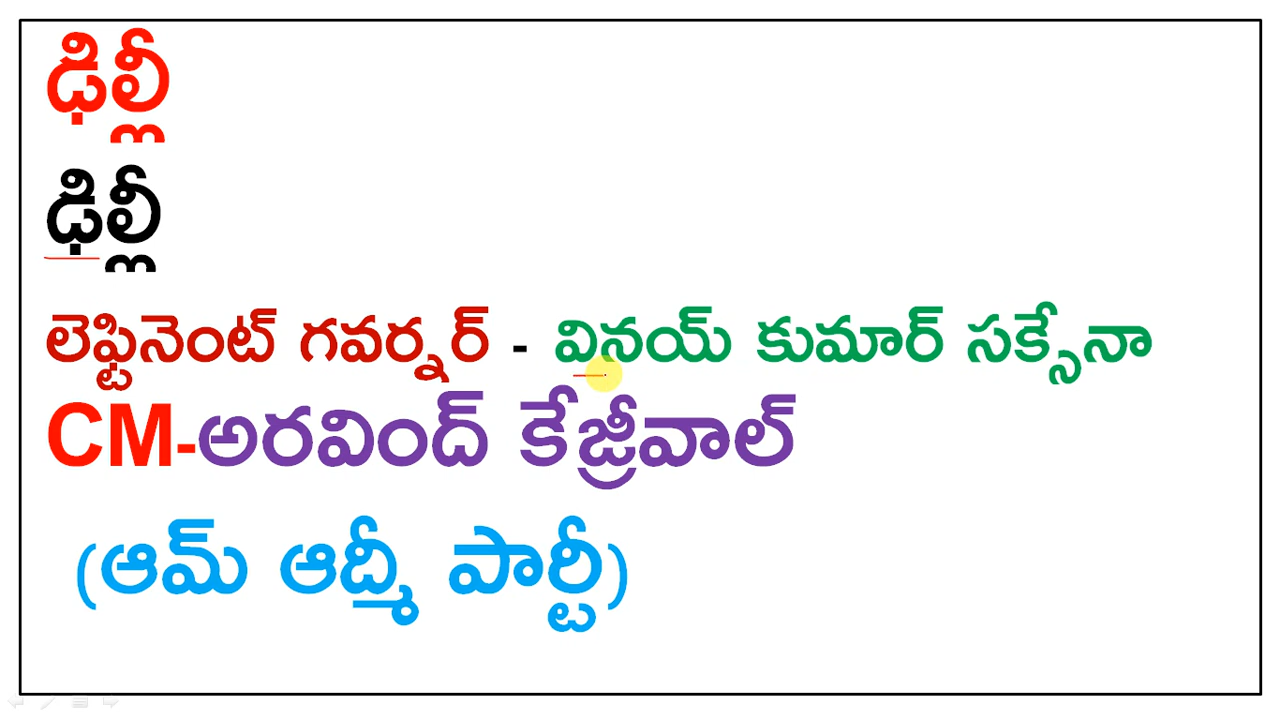 ఢిల్లీ
ఢిల్లీ
లెఫ్టినెంట్ గవర్నర్ - వినయ్ కుమార్ సక్సేనా
CM-అరవింద్ కేజ్రీవాల్
(ఆమ్ ఆద్మీ పార్టీ)